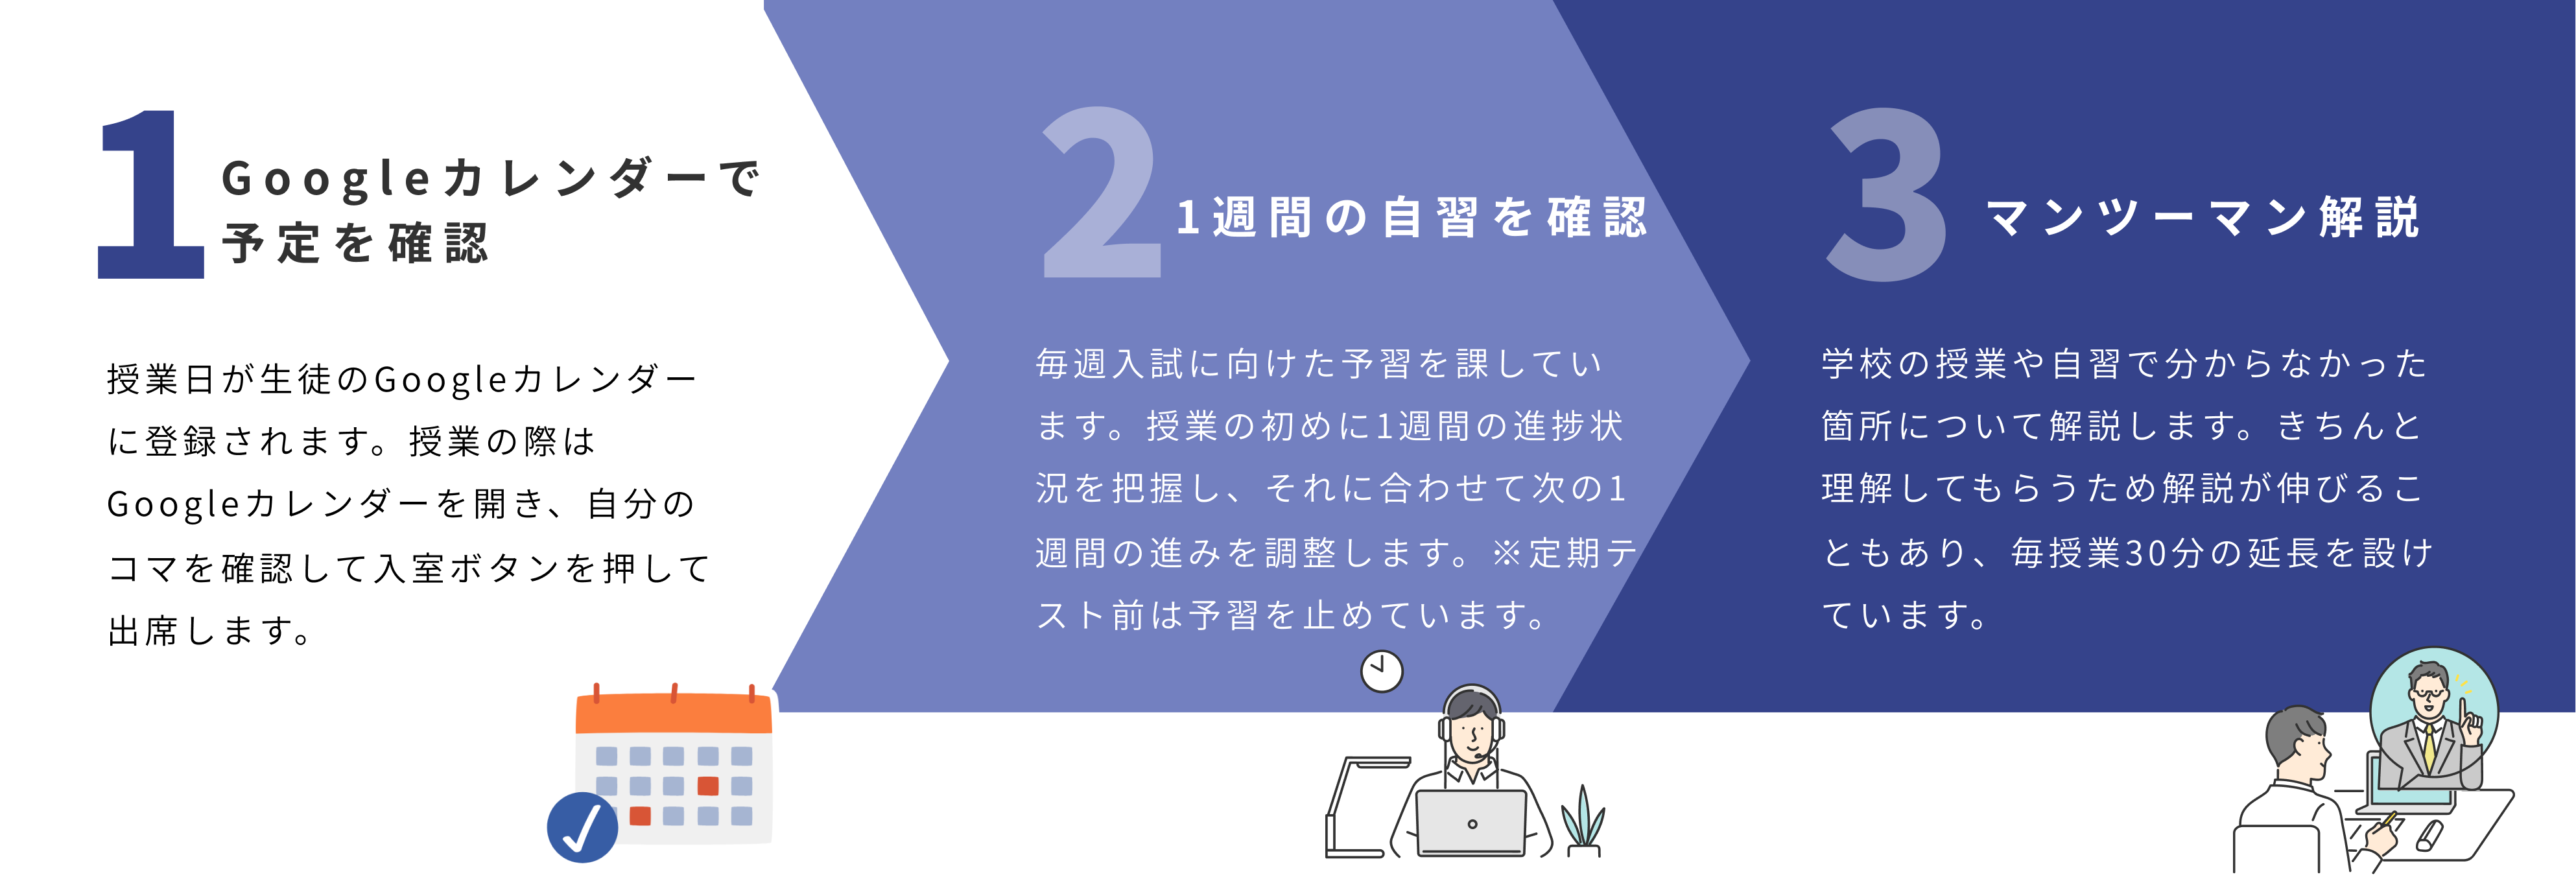 1
Googleカレンダーで
予定を確認
授業日が生徒のGoogleカレンダー
に登録されます。授業の際は
Googleカレンダーを開き、自分の
コマを確認して入室ボタンを押して
出席します。
2
1週間の自習を確認
毎週入試に向けた予習を課してい
ます。授業の初めに1週間の進捗状
況を把握し、それに合わせて次の1
週間の進みを調整します。※定期テ
スト前は予習を止めています。
3
マンツーマン解説
学校の授業や自習で分からなかった
箇所について解説します。きちんと
理解してもらうため解説が伸びるこ
ともあり、毎授業30分の延長を設け
ています。